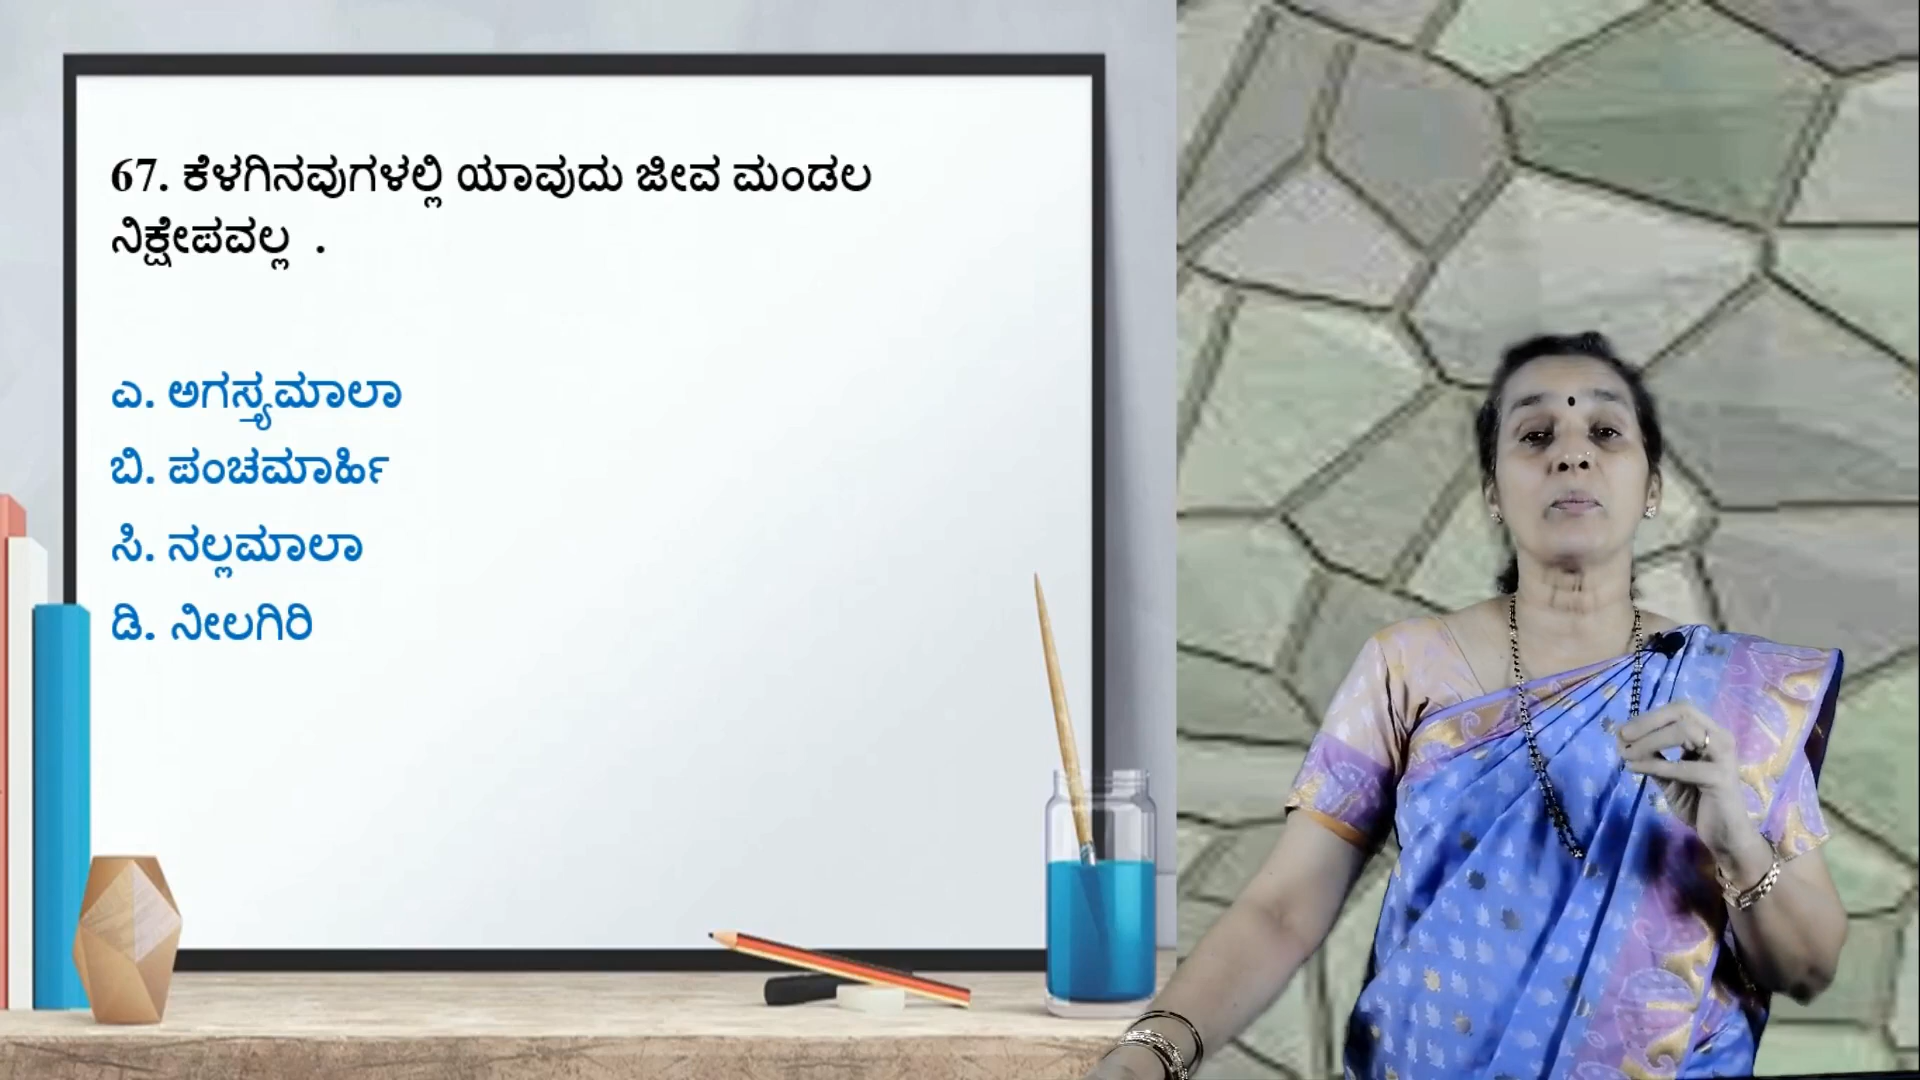 67. ಕೆಳಗಿನವುಗಳಲ್ಲಿ ಯಾವುದು ಜೀವ ಮಂಡಲ
ನಿಕ್ಷೇಪವಲ್ಲ .
ಎ. ಅಗಸ್ತ್ಯಮಾಲಾ
ಬಿ. ಪಂಚಮಾರ್ಹಿ
ಸಿ. ನಲ್ಲಮಾಲಾ
ಡಿ. ನೀಲಗಿರಿ